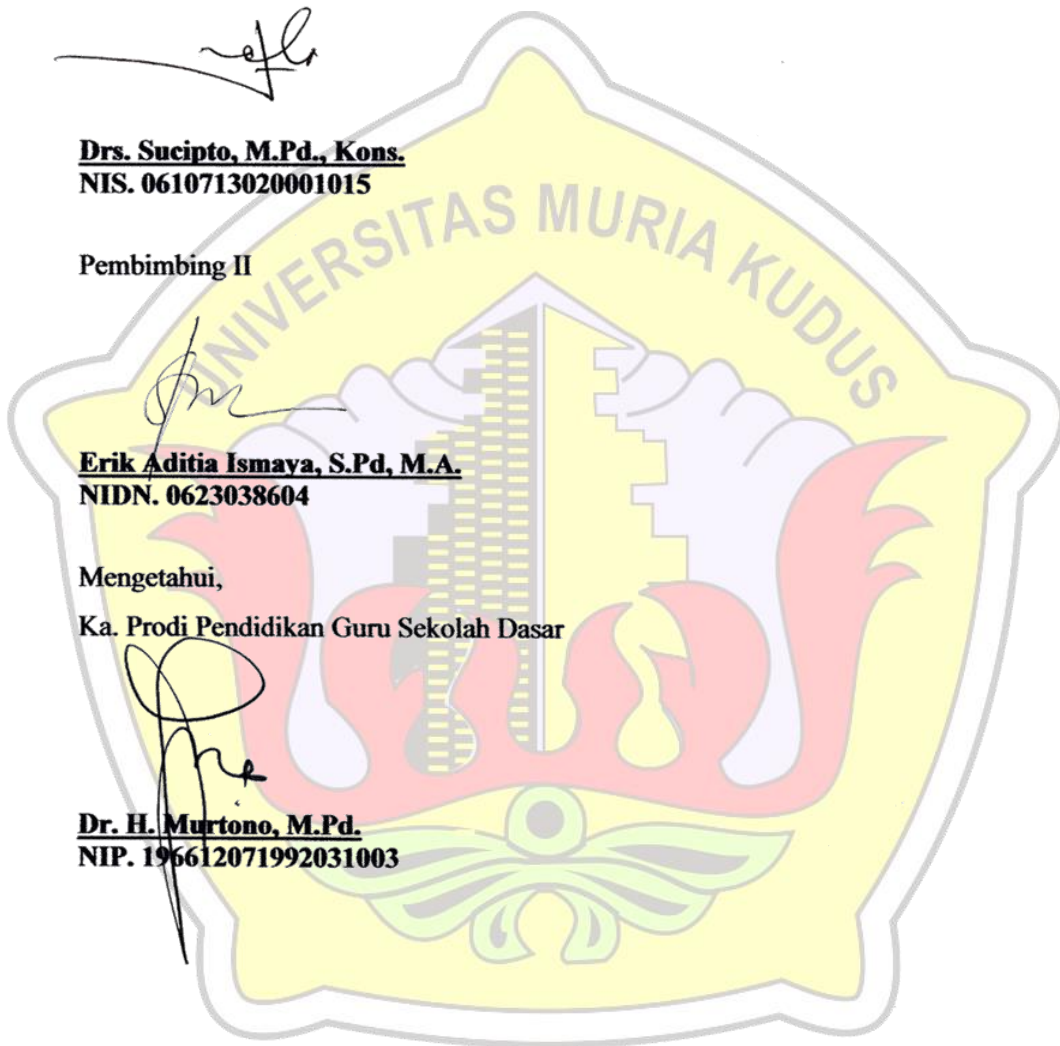 Drs. Sucipto, M.Pd., Kons.
NIS. 0610713020001015
UNIVERSITAS MURIA KUDUS
Pembimbing II
Erik Aditia Ismaya, S.Pd, M.A.
NIDN. 0623038604
Mengetahui,
Ka. Prodi Pendidikan Guru Sekolah Dasar
Dr. H. Murtono, M.Pd.
NIP. 196612071992031003